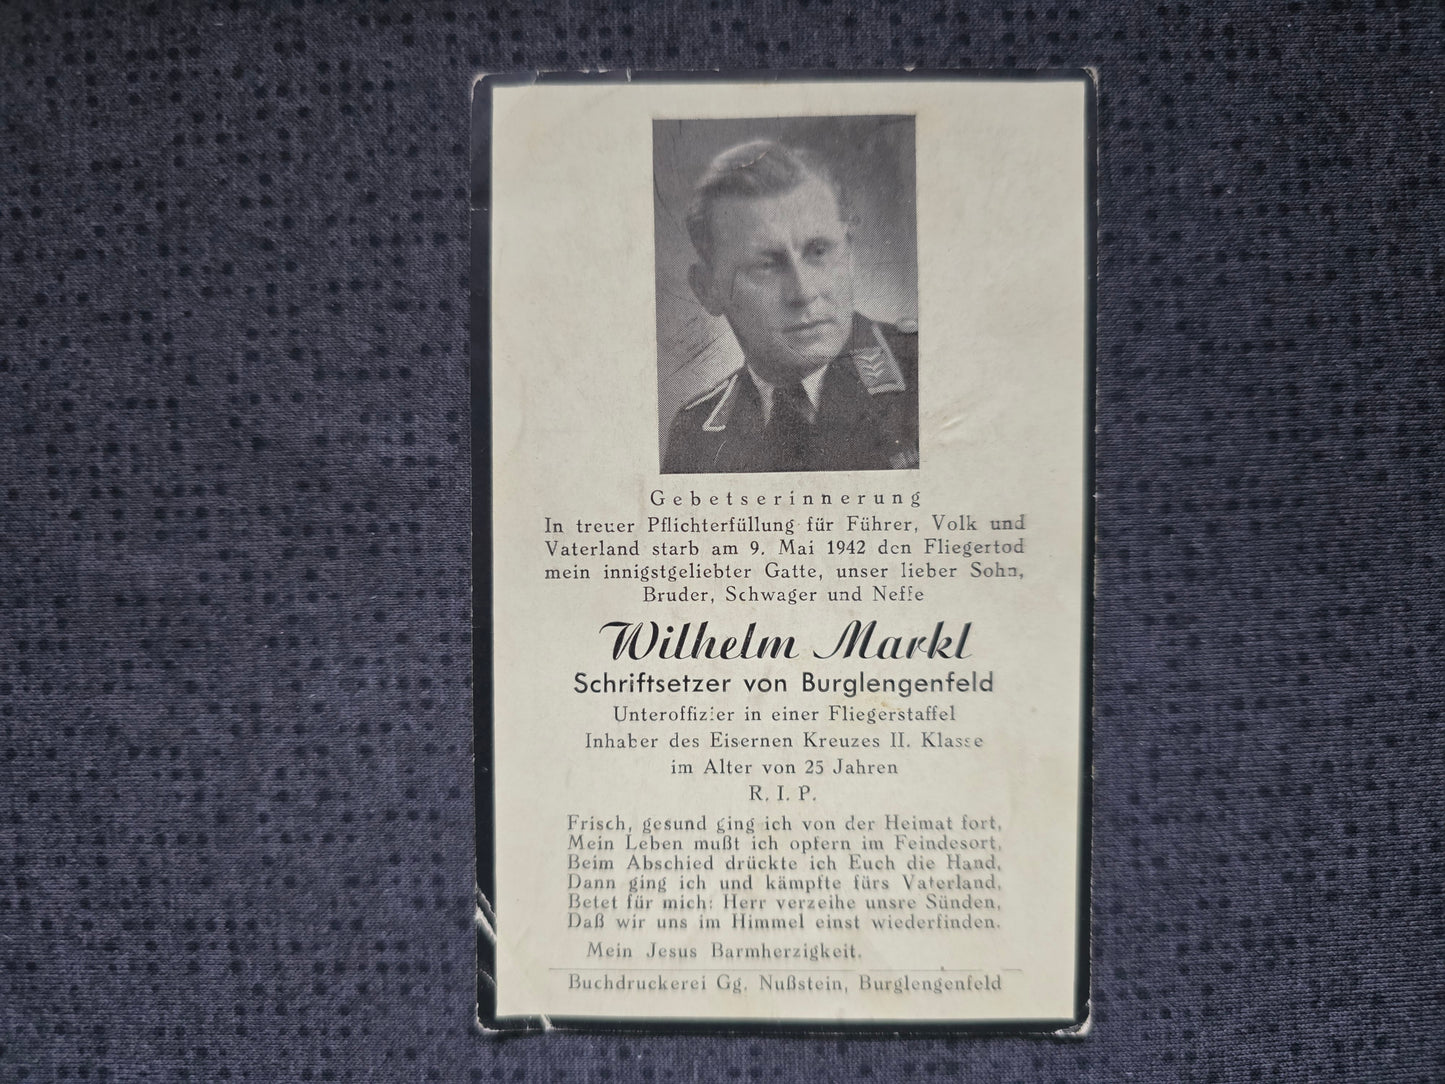 Gebetserinnerung
In treuer Pflichterfüllung für Führer, Volk und
Vaterland starb am 9. Mai 1942 den Fliegertod
mein innigstgeliebter Gatte, unser lieber Sohn,
Bruder, Schwager und Neffe
Wilhelm Markl
Schriftsetzer von Burglengenfeld
Unteroffizier in einer Fliegerstaffel
Inhaber des Eisernen Kreuzes II. Klasse
im Alter von 25 Jahren
R. I. P.
Frisch, gesund ging ich von der Heimat fort,
Mein Leben mußt ich opfern im Feindesort,
Beim Abschied drückte ich Euch die Hand,
Dann ging ich und kämpfte fürs Vaterland,
Betet für mich: Herr verzeihe unsre Sünden,
Daß wir uns im Himmel einst wiederfinden.
Mein Jesus Barmherzigkeit.
Buchdruckerei Gg. Nußstein, Burglengenfeld